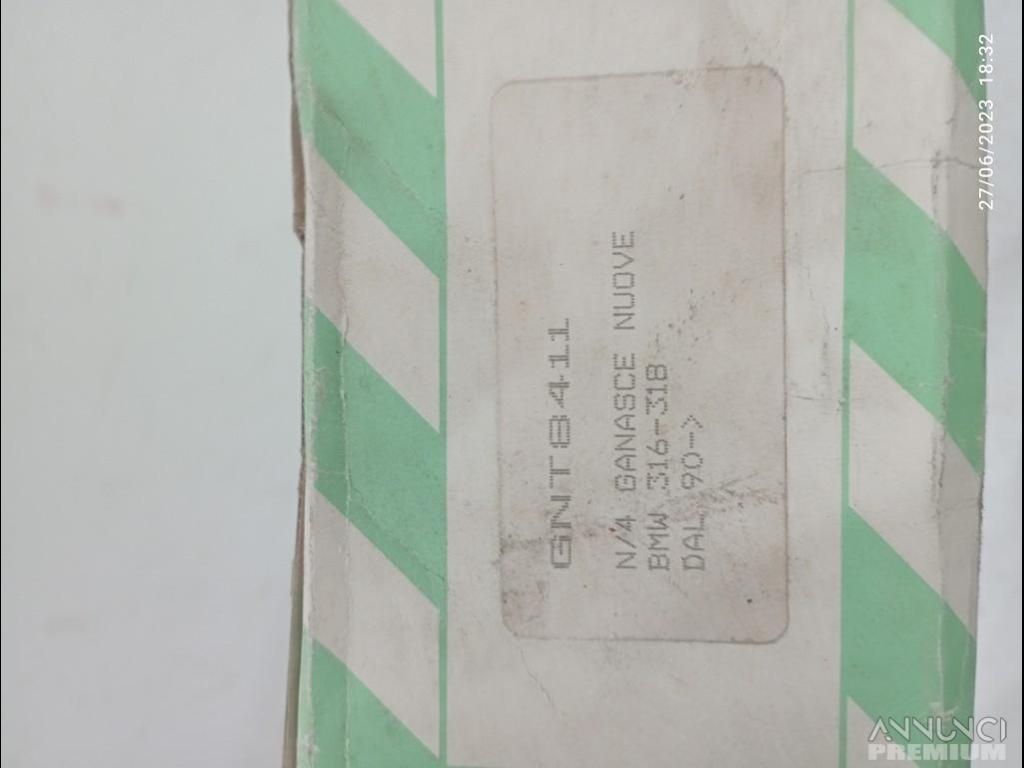 GNT8411
N/4 GANASCE NUOVE
BMW 316-318
DAL 90-->
27/06/2023 18:32
ANNUNCI
PREMIUM